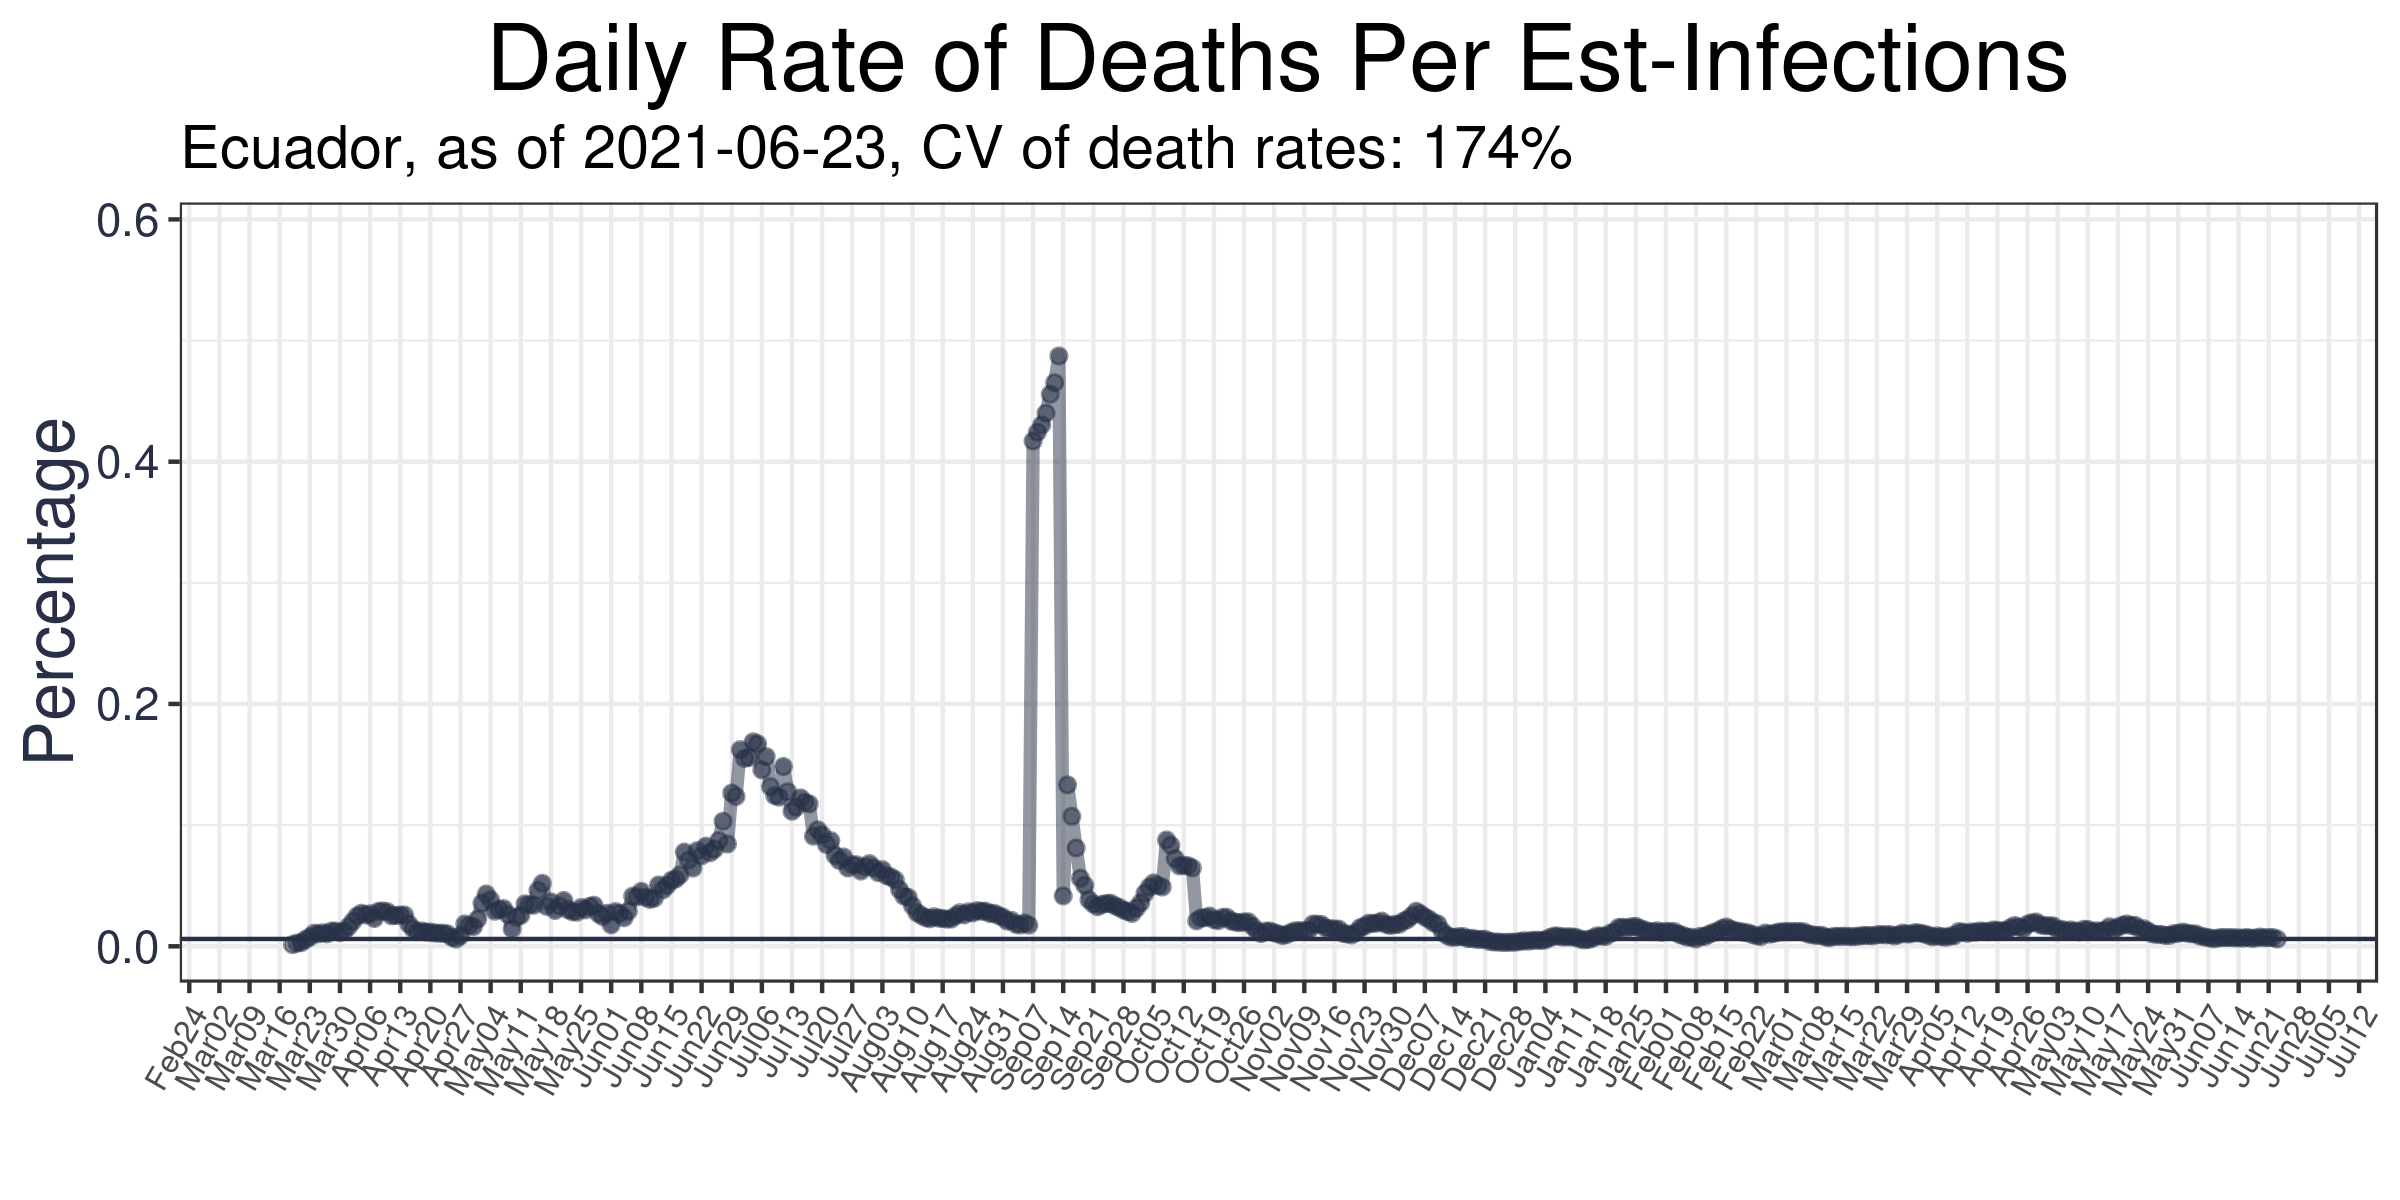 Daily Rate of Deaths Per Est-Infections
Ecuador, as of 2021-06-23, CV of death rates: 174%
Percentage
0.6
0.4
0.2
0.0
Feb24
Mar02
Mar09
Mar16
Mar23
Mar30
Apr06
Apr13
Apr20
Apr27
May04
May11
May18
May25
Jun01
Jun08
Jun15
Jun22
Jun29
Jul06
Jul13
Jul20
Jul27
Aug03
Aug10
Aug17
Aug24
Aug31
Sep07
Sep14
Sep21
Sep28
Oct05
Oct12
Oct19
Oct26
Nov02
Nov09
Nov16
Nov23
Nov30
Dec07
Dec14
Dec21
Dec28
Jan04
Jan11
Jan18
Jan25
Feb01
Feb08
Feb15
Feb22
Mar01
Mar08
Mar15
Mar22
Mar29
Apr05
Apr12
Apr19
Apr26
May03
May10
May17
May24
May31
Jun07
Jun14
Jun21
Jun28
Jul05
Jul12